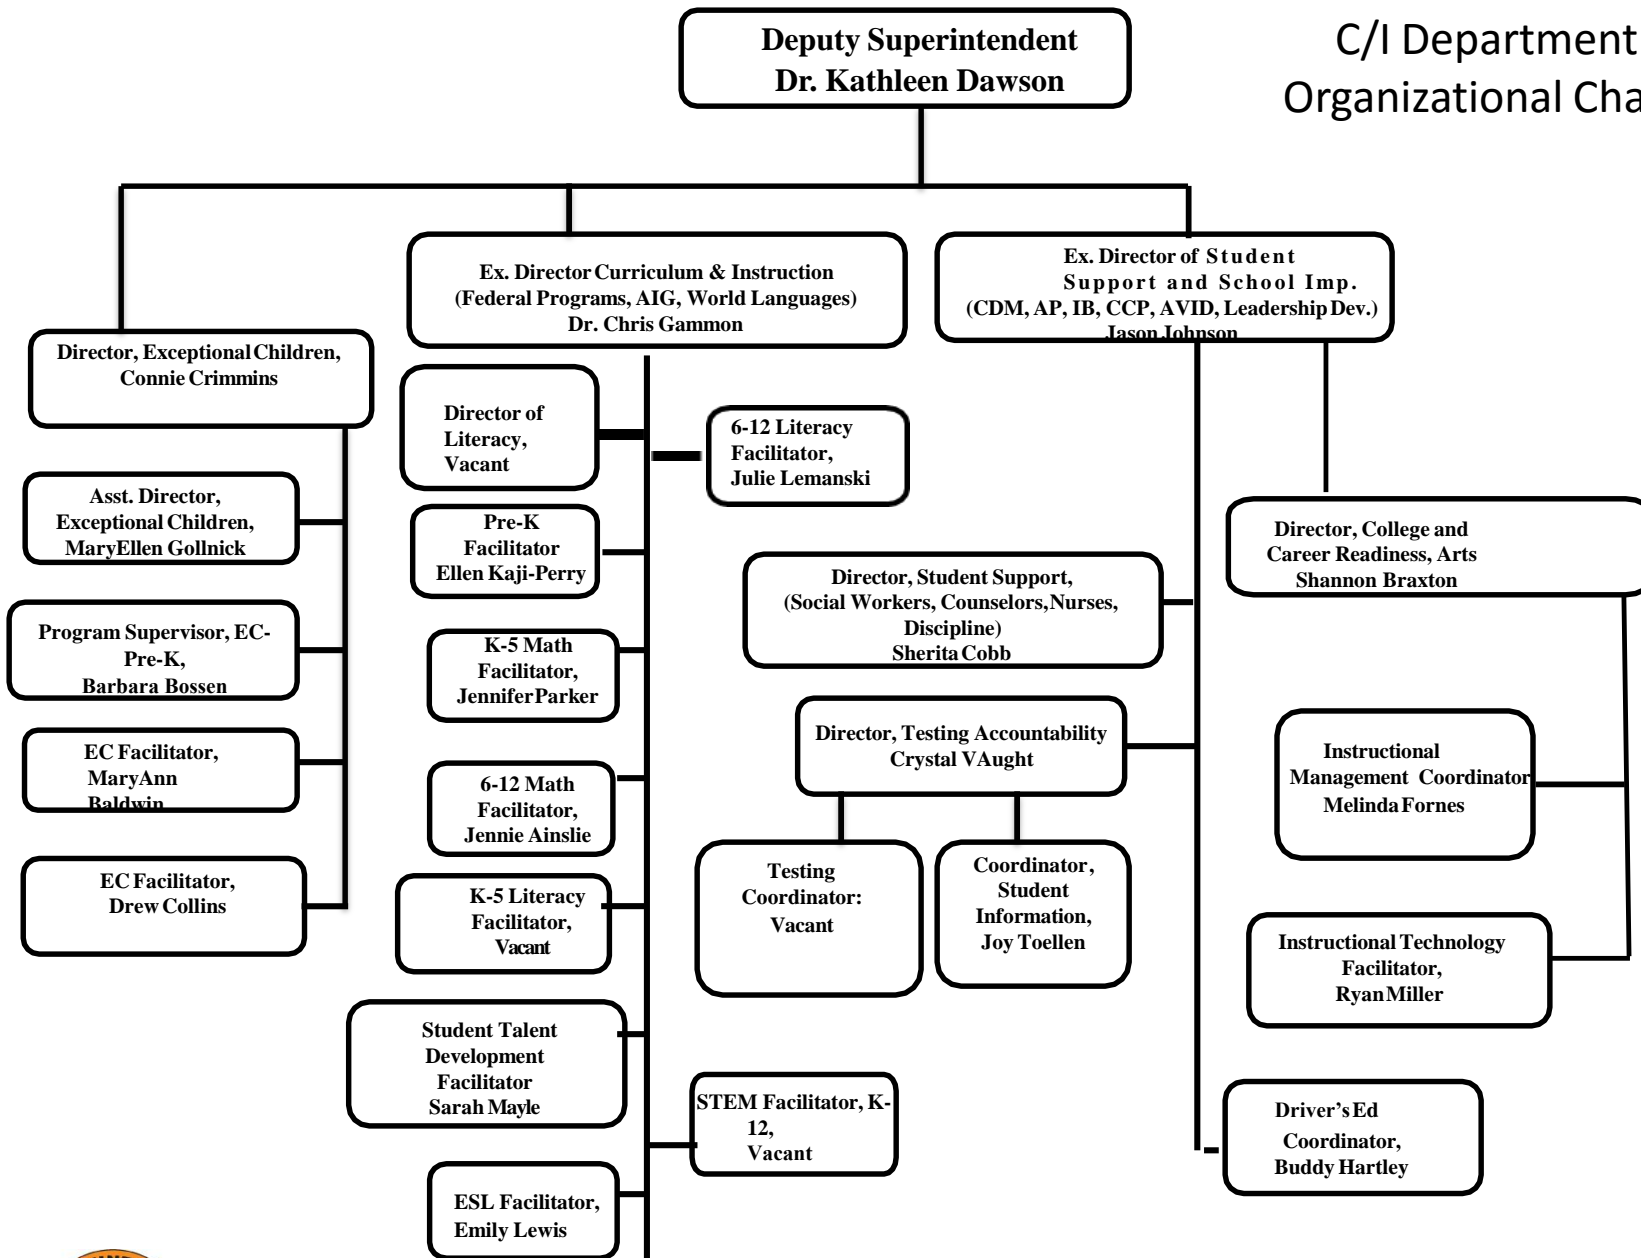 C/I Department
Organizational Cha
Deputy Superintendent
Dr. Kathleen Dawson
Ex. Director Curriculum & Instruction
(Federal Programs, AIG, World Languages)
Dr. Chris Gammon
Ex. Director of Student
Support and School Imp.
(CDM, AP, IB, CCP, AVID, Leadership Dev.)
Jason Johnson
Director, Exceptional Children,
Connie Crimmins
Asst. Director,
Exceptional Children,
MaryEllen Gollnick
Program Supervisor, EC-
Pre-K,
Barbara Bossen
EC Facilitator,
MaryAnn
Baldwin
EC Facilitator,
Drew Collins
Director of
Literacy,
Vacant
6-12 Literacy
Facilitator,
Julie Lemanski
Pre-K
Facilitator
Ellen Kaji-Perry
K-5 Math
Facilitator,
Jennifer Parker
6-12 Math
Facilitator,
Jennie Ainslie
K-5 Literacy
Facilitator,
Vacant
Student Talent
Development
Facilitator
Sarah Mayle
STEM Facilitator, K-
12,
Vacant
ESL Facilitator,
Emily Lewis
Director, Student Support,
(Social Workers, Counselors, Nurses,
Discipline)
Sherita Cobb
Director, Testing Accountability
Crystal VAught
Testing
Coordinator:
Vacant
Coordinator,
Student
Information,
Joy Toellen
Director, College and
Career Readiness, Arts
Shannon Braxton
Instructional
Management Coordinator
Melinda Fornes
Instructional Technology
Facilitator,
Ryan Miller
Driver's Ed
Coordinator,
Buddy Hartley